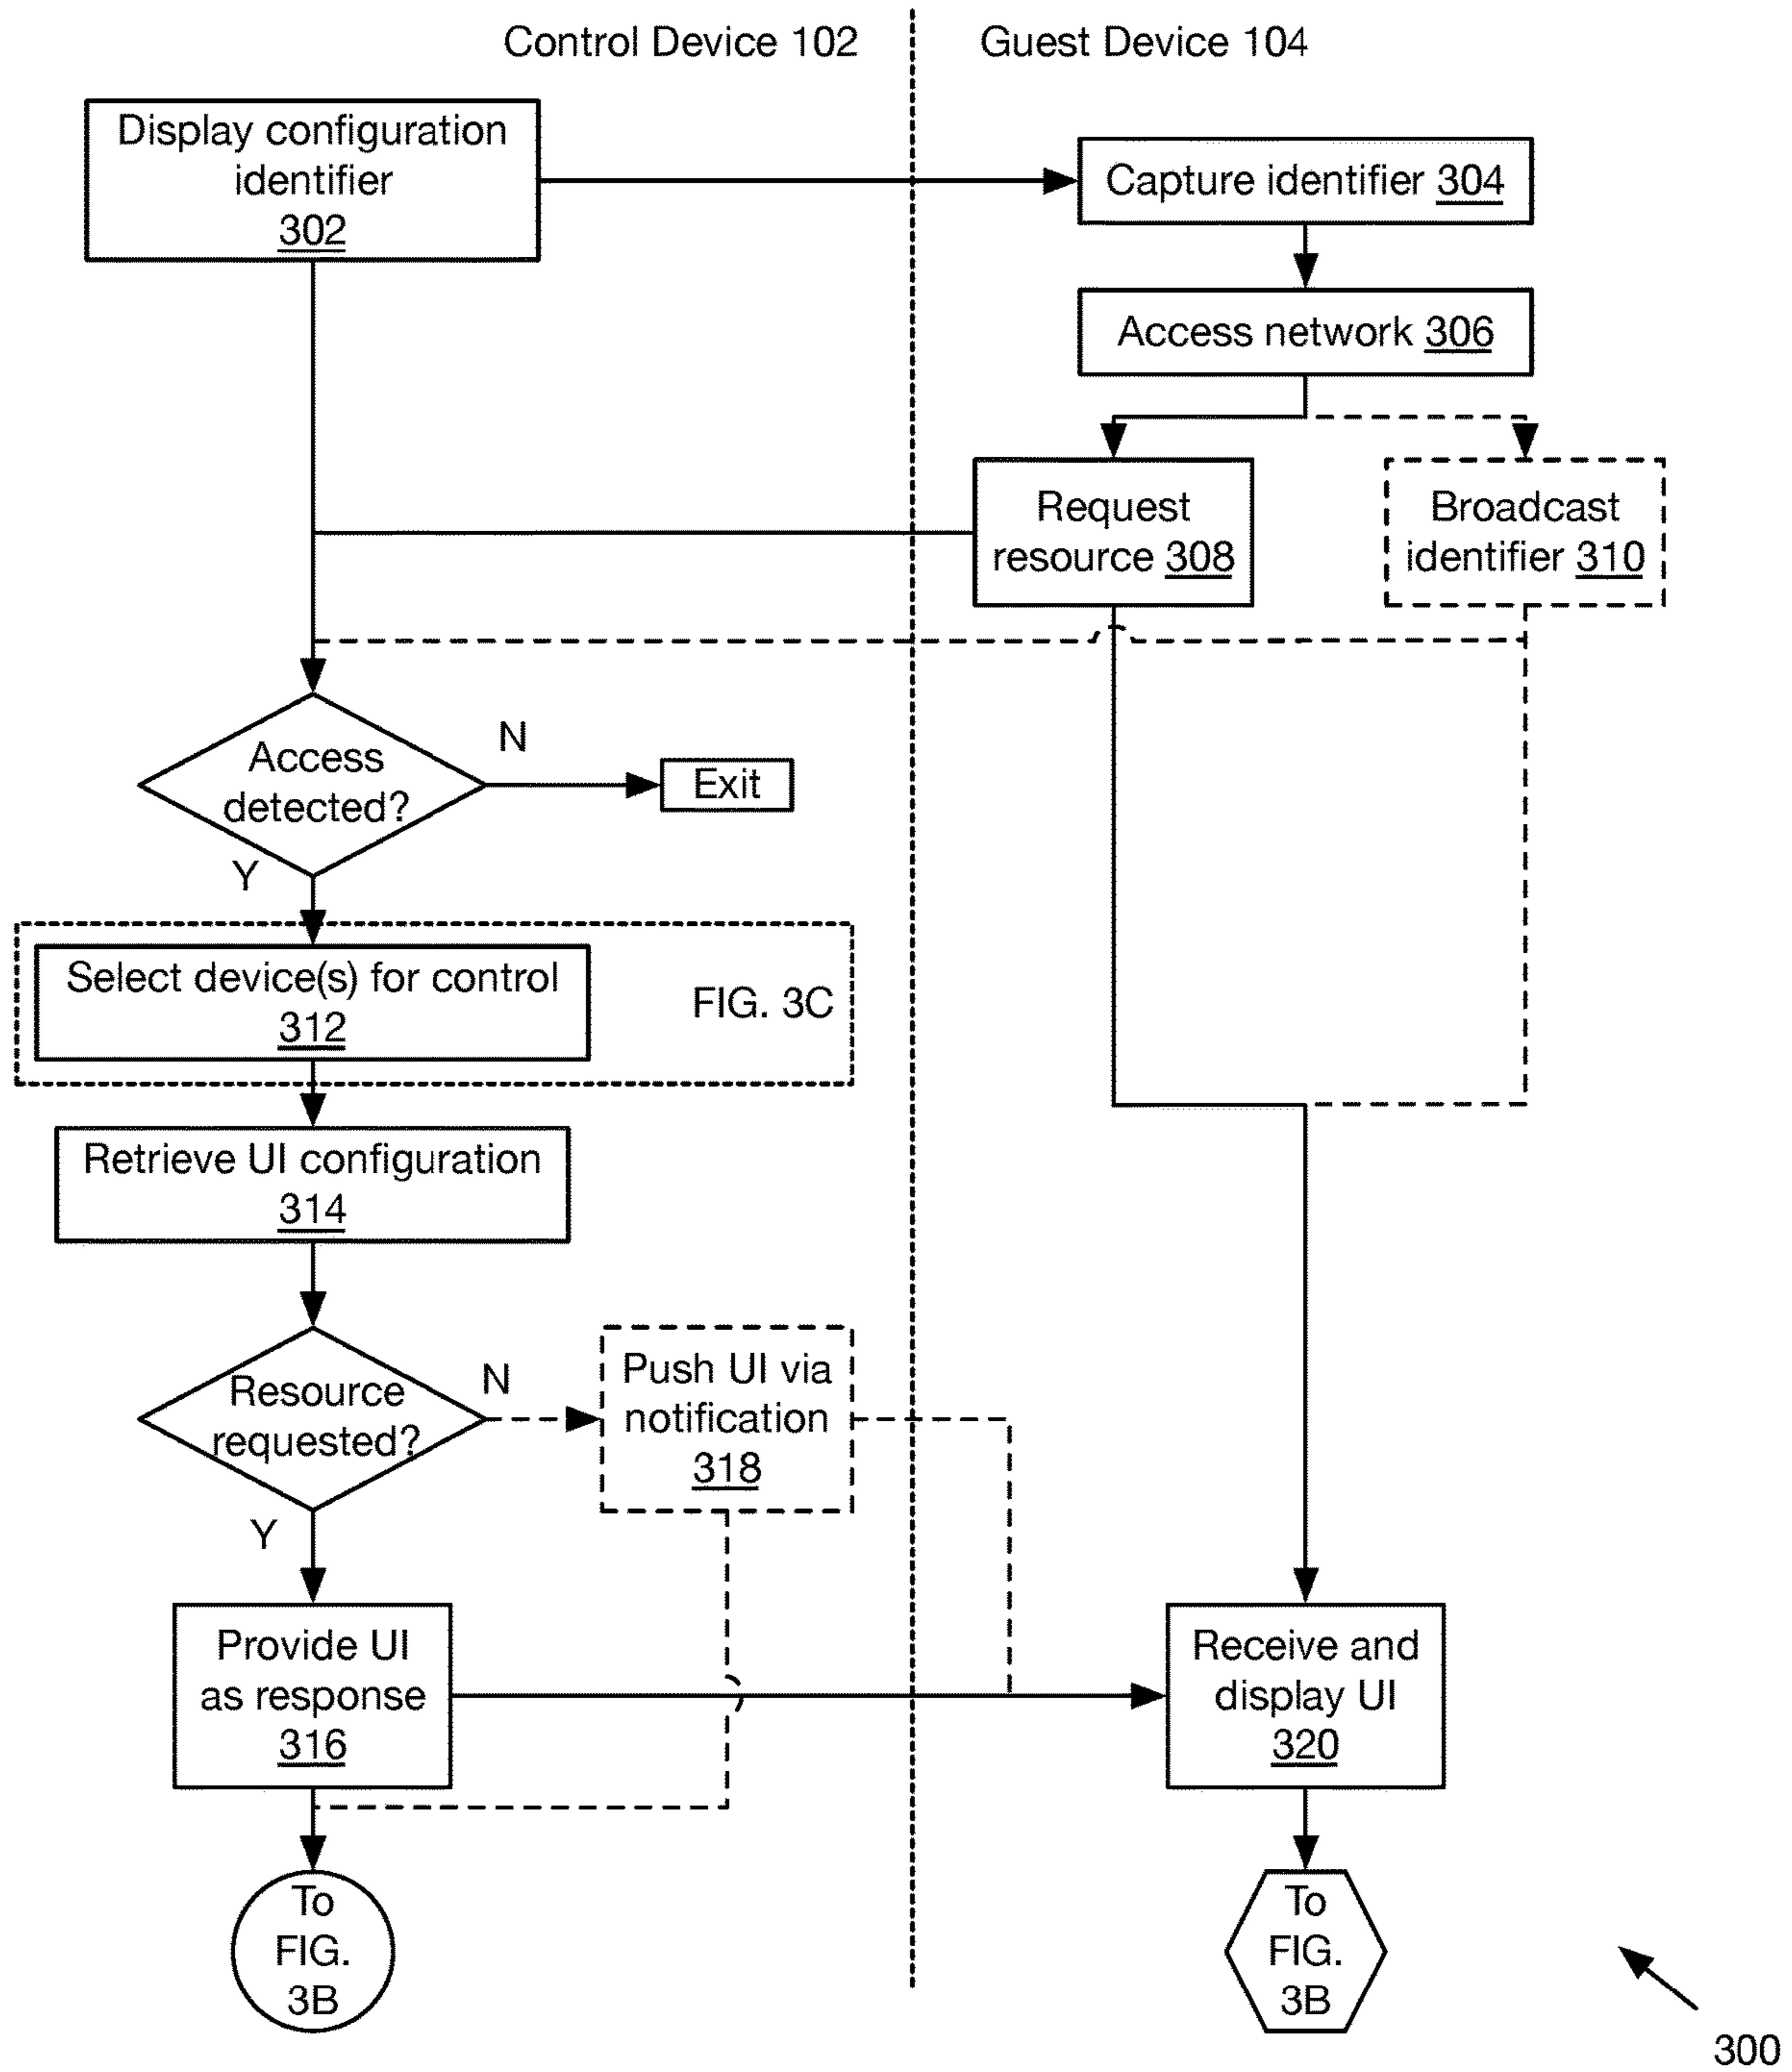 Control Device 102
Guest Device 104
Display configuration
identifier
302
Capture identifier 304
Access network 306
Request
resource 308
Broadcast
identifier 310
Access
detected?
N
Exit
Y
Select device(s) for control
312
FIG. 3C
Retrieve UI configuration
314
Resource
requested?
N
Push UI via
notification
318
Y
Provide UI
as response
316
Receive and
display UI
320
To
FIG.
3B
To
FIG.
3B
300